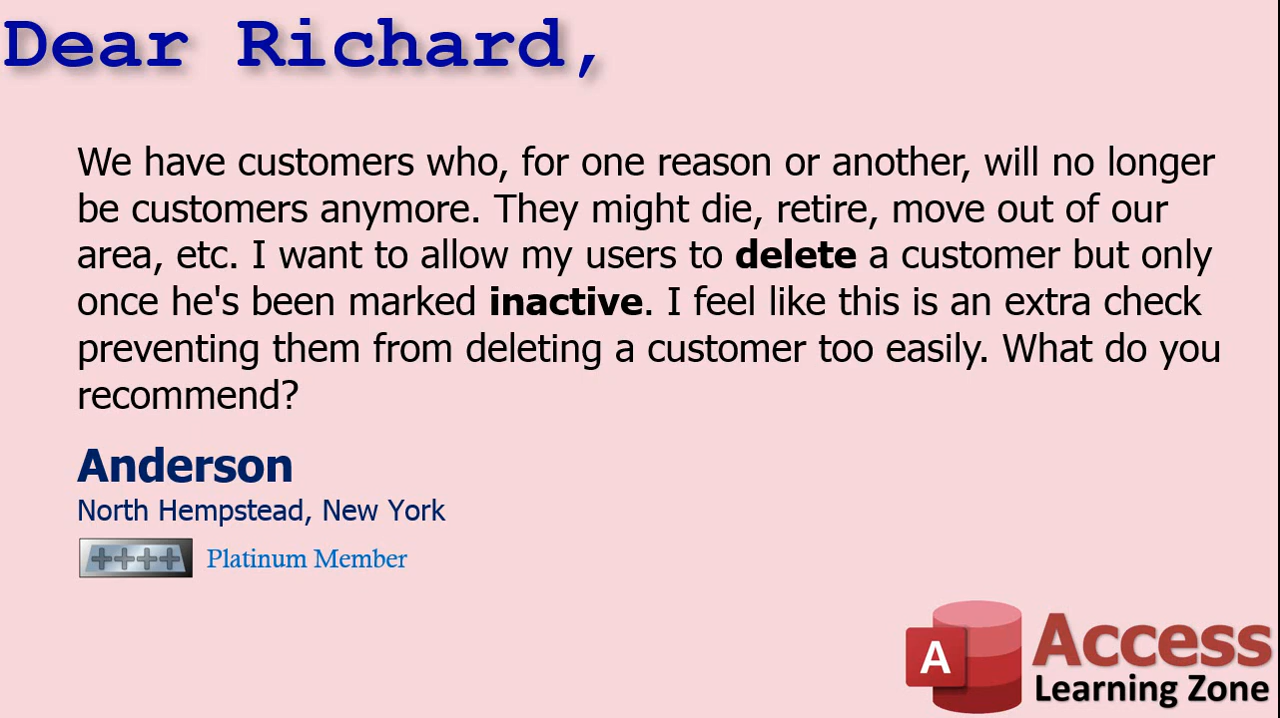 Dear Richard,
We have customers who, for one reason or another, will no longer
be customers anymore. They might die, retire, move out of our
area, etc. I want to allow my users to delete a customer but only
once he's been marked inactive. I feel like this is an extra check
preventing them from deleting a customer too easily. What do you
recommend?
Anderson
North Hempstead, New York
++++ Platinum Member
A Access
Learning Zone